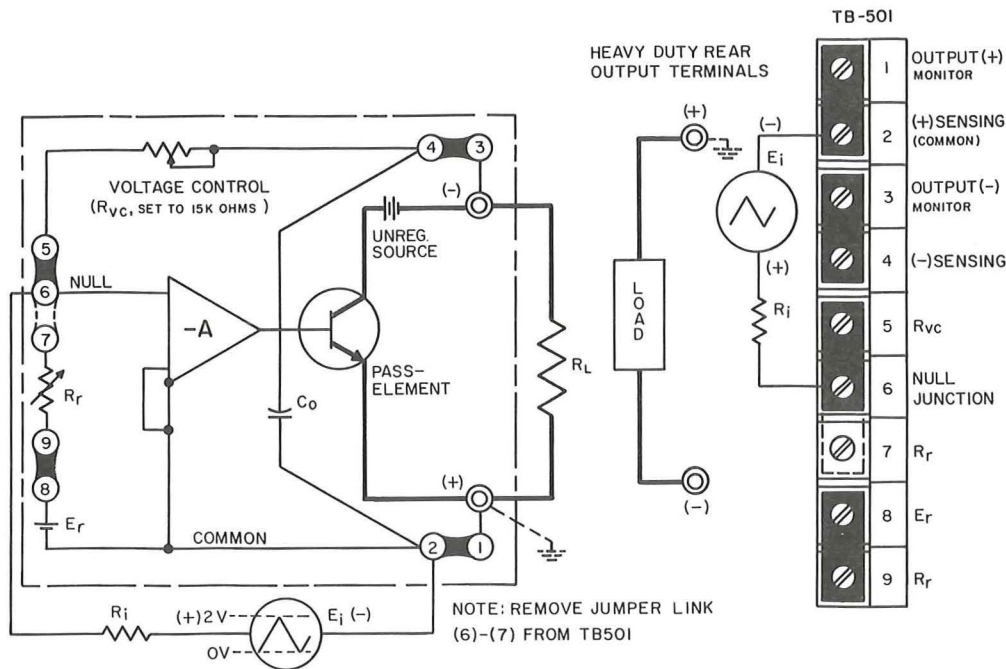 TB-501
HEAVY DUTY REAR
OUTPUT TERMINALS
1 OUTPUT (+)
MONITOR
2 (+) SENSING
(COMMON)
3 OUTPUT (-)
MONITOR
4 (-) SENSING
5 Rvc
6 NULL
JUNCTION
7 Rr
8 Er
9 Rr
(+)
(-)
Ei
(+)
Ri
LOAD
(-)
4 3
(-)
VOLTAGE CONTROL
(RVC, SET TO 15K OHMS)
UNREG.
SOURCE
5
6
NULL
7
-A
PASS-
ELEMENT
RL
Rr
Co
9
8
Er
(+)
COMMON
2 1
Ri
(+) 2V
Ei (-)
0V
NOTE: REMOVE JUMPER LINK
(6)-(7) FROM TB501